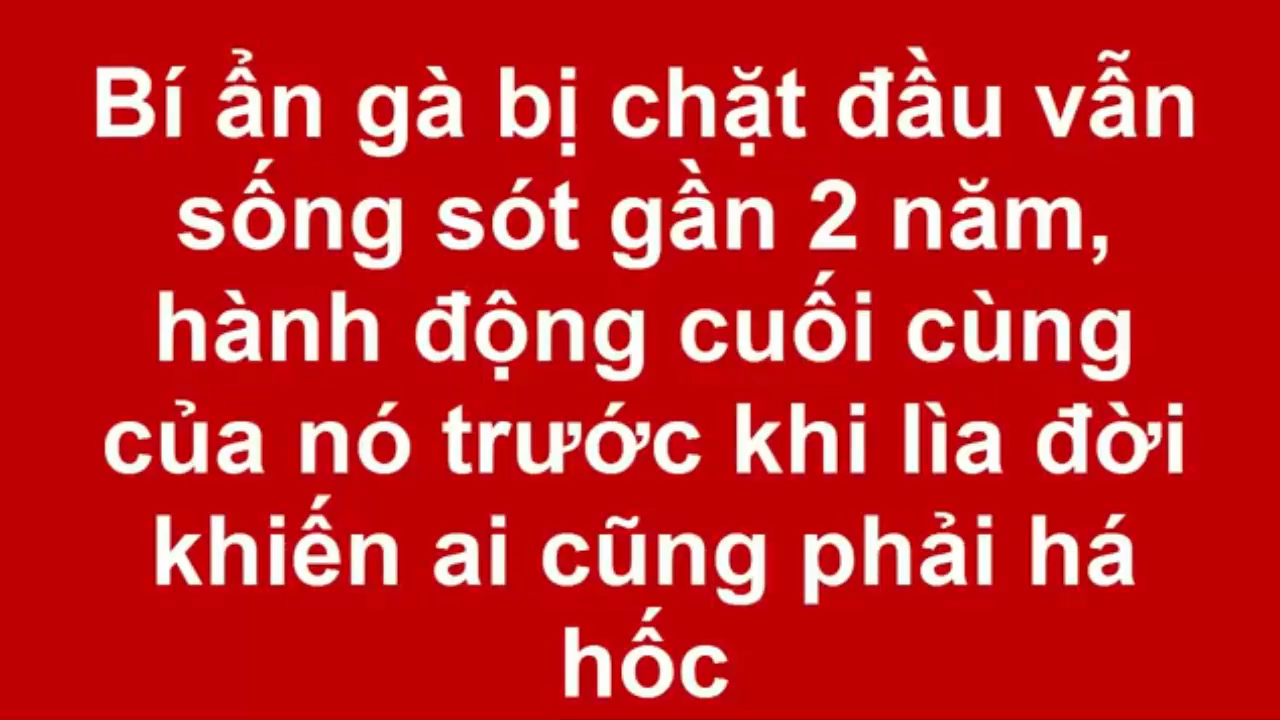 Bí ẩn gà bị chặt đầu vẫn
sống sót gần 2 năm,
hành động cuối cùng
của nó trước khi lìa đời
khiến ai cũng phải há
hốc